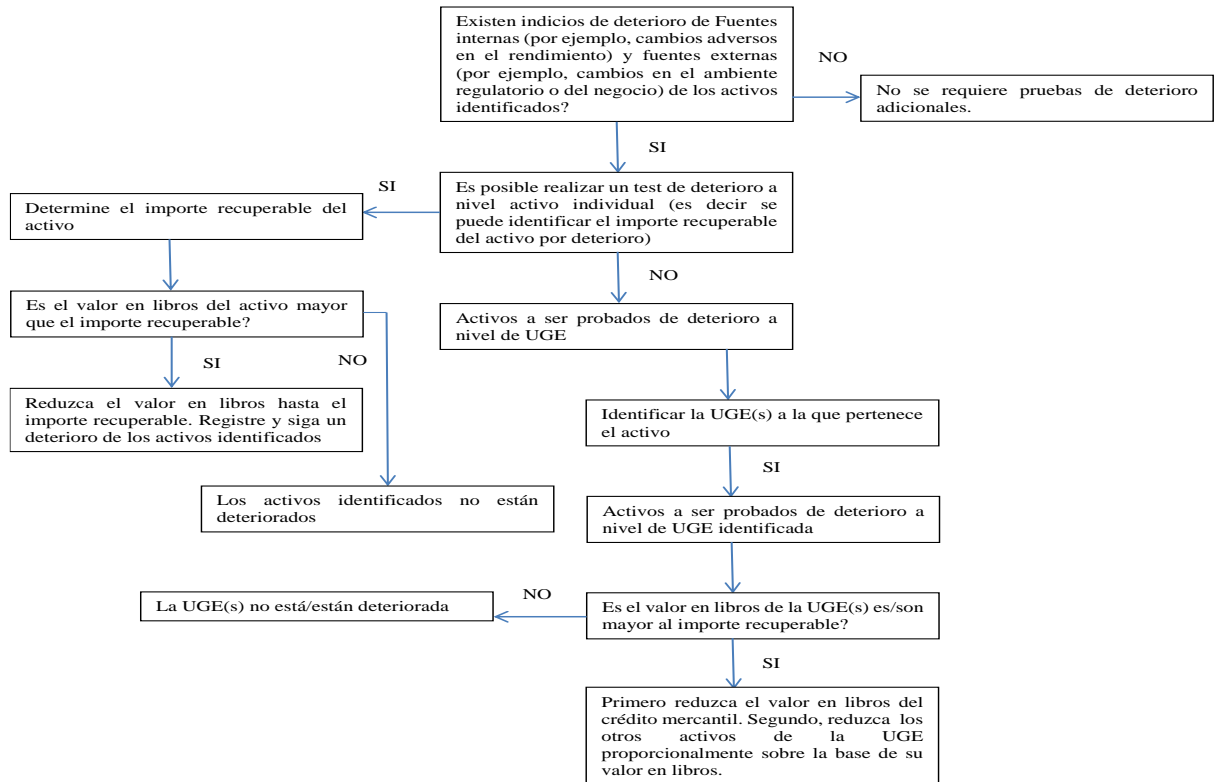 Existen indicios de deterioro de Fuentes
internas (por ejemplo, cambios adversos
en el rendimiento) y fuentes externas
(por ejemplo, cambios en el ambiente
regulatorio o del negocio) de los activos
identificados?
NO
No se requiere pruebas de deterioro
adicionales.
SI
Es posible realizar un test de deterioro a
nivel activo individual (es decir se
puede identificar el importe recuperable
del activo por deterioro)
SI
Determine el importe recuperable del
activo
NO
Es el valor en libros del activo mayor
que el importe recuperable?
Activos a ser probados de deterioro a
nivel de UGE
SI
NO
Reduzca el valor en libros hasta el
importe recuperable. Registre y siga un
deterioro de los activos identificados
Identificar la UGE(s) a la que pertenece
el activo
SI
Los activos identificados no están
deteriorados
Activos a ser probados de deterioro a
nivel de UGE identificada
NO
La UGE(s) no está/están deteriorada
Es el valor en libros de la UGE(s) es/son
mayor al importe recuperable?
SI
Primero reduzca el valor en libros del
crédito mercantil. Segundo, reduzca los
otros activos de la UGE
proporcionalmente sobre la base de su
valor en libros.